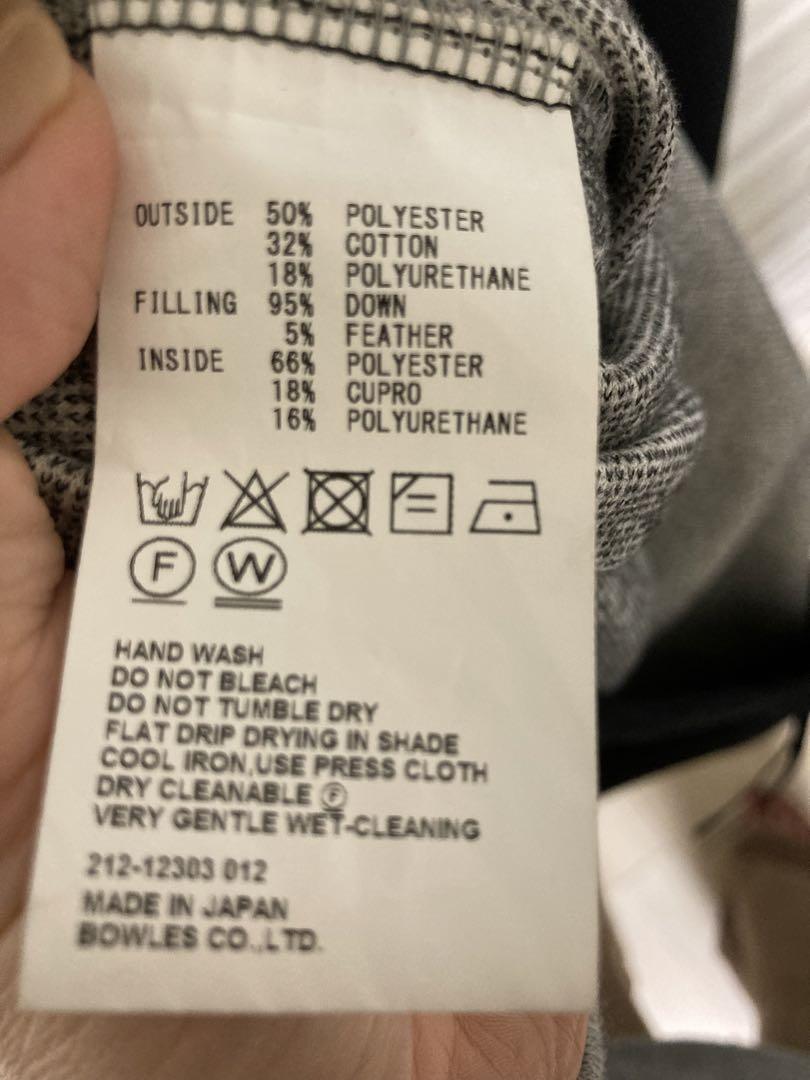 OUTSIDE 50% POLYESTER
32% COTTON
18% POLYURETHANE
FILLING 95% DOWN
5% FEATHER
INSIDE 66% POLYESTER
18% CUPRO
16% POLYURETHANE
F W
HAND WASH
DO NOT BLEACH
DO NOT TUMBLE DRY
FLAT DRIP DRYING IN SHADE
COOL IRON,USE PRESS CLOTH
DRY CLEANABLE Ⓕ
VERY GENTLE WET-CLEANING
212-12303 012
MADE IN JAPAN
BOWLES CO.,LTD.